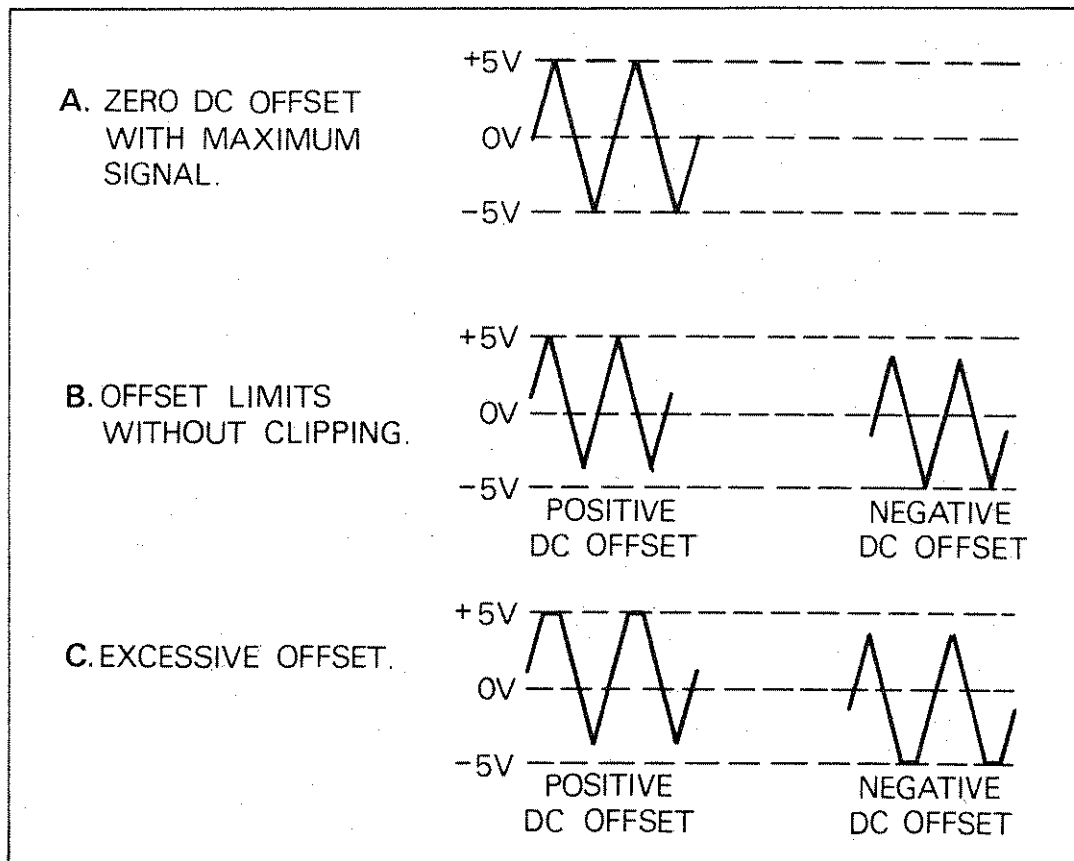 A. ZERO DC OFFSET
WITH MAXIMUM
SIGNAL.
+5V
0V
-5V
B. OFFSET LIMITS
WITHOUT CLIPPING.
+5V
0V
-5V
POSITIVE
DC OFFSET
NEGATIVE
DC OFFSET
C. EXCESSIVE OFFSET.
+5V
0V
-5V
POSITIVE
DC OFFSET
NEGATIVE
DC OFFSET